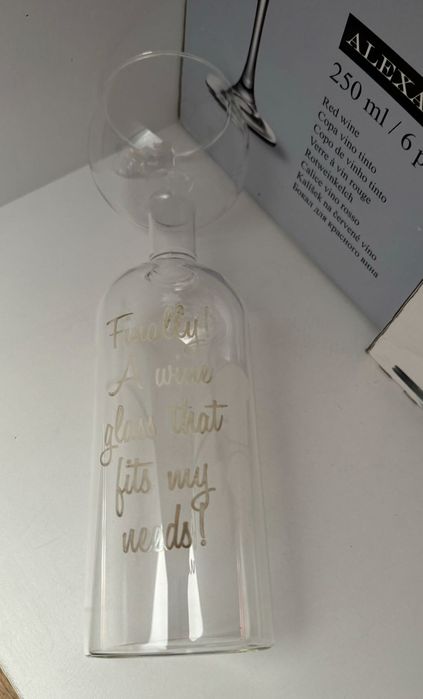 Finally!
A wine
glass that
fits my
needs!
ALEXA
250 ml / 6 p
Red wine
Copa vino tinto
Copo de vinho tinto
Verre à vin rouge
Rotweinkelch
Calice vino rosso
Kalíšek na červené víno
Бокал для красного вина